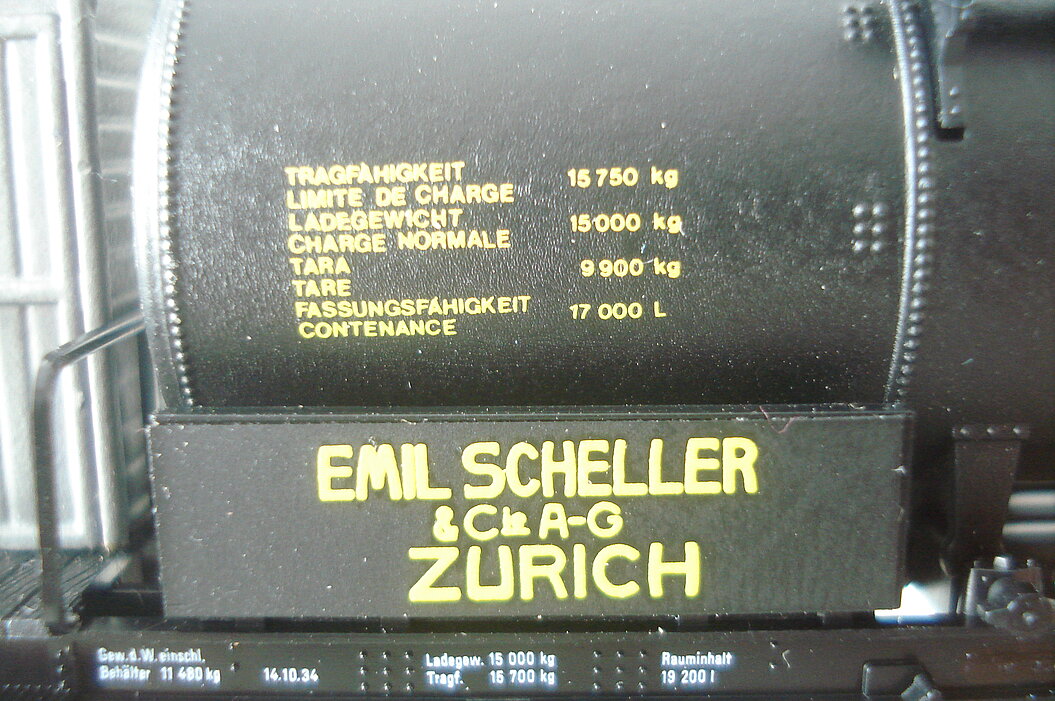 TRAGFÄHIGKEIT 15 750 kg
LIMITE DE CHARGE
LADEGEWICHT 15 000 kg
CHARGE NORMALE
TARA 9 900 kg
TARE
FASSUNGSFÄHIGKEIT 17 000 L
CONTENANCE
EMIL SCHELLER
& Cie A-G
ZÜRICH
Gew.d.W.einschl. Ladegew. 15 000 kg Rauminhalt
Behälter 11 480 kg 14.10.34 Tragf. 15 700 kg 19 200 l